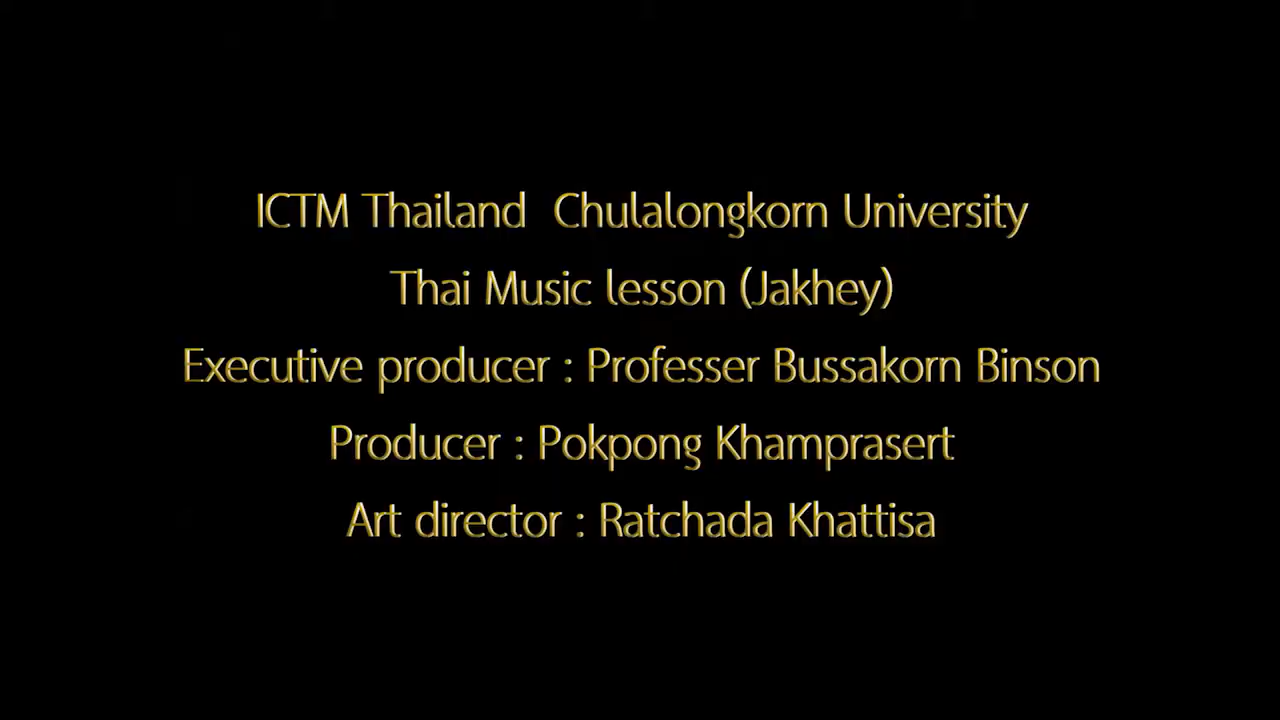 ICTM Thailand  Chulalongkorn University
Thai Music lesson (Jakhey)
Executive producer : Professer Bussakorn Binson
Producer : Pokpong Khamprasert
Art director : Ratchada Khattisa